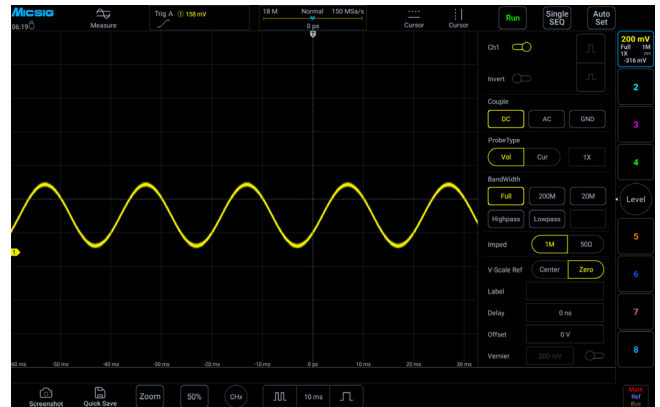 MICSIG
06:19
Measure
Trig A ① 158 mV
18 M Normal 150 MSa/s
0 ps
Cursor
Cursor
Run
Single SEQ
Auto Set
Ch1
Invert
Couple
DC AC GND
ProbeType
Vol Cur 1X
BandWidth
Full 200M 20M
Highpass Lowpass
Imped 1M 50Ω
V-Scale Ref Center Zero
Label
Delay 0 ns
Offset 0 V
Vernier 200 mV
200 mV
Full 1M
1X
-316 mV
2
3
4
Level
5
6
7
8
T
1
-50 ms -40 ms -30 ms -20 ms -10 ms 0 ps 10 ms 20 ms 30 ms
Screenshot
Quick Save
Zoom
50%
CHx
10 ms
Math
Ref
Bus